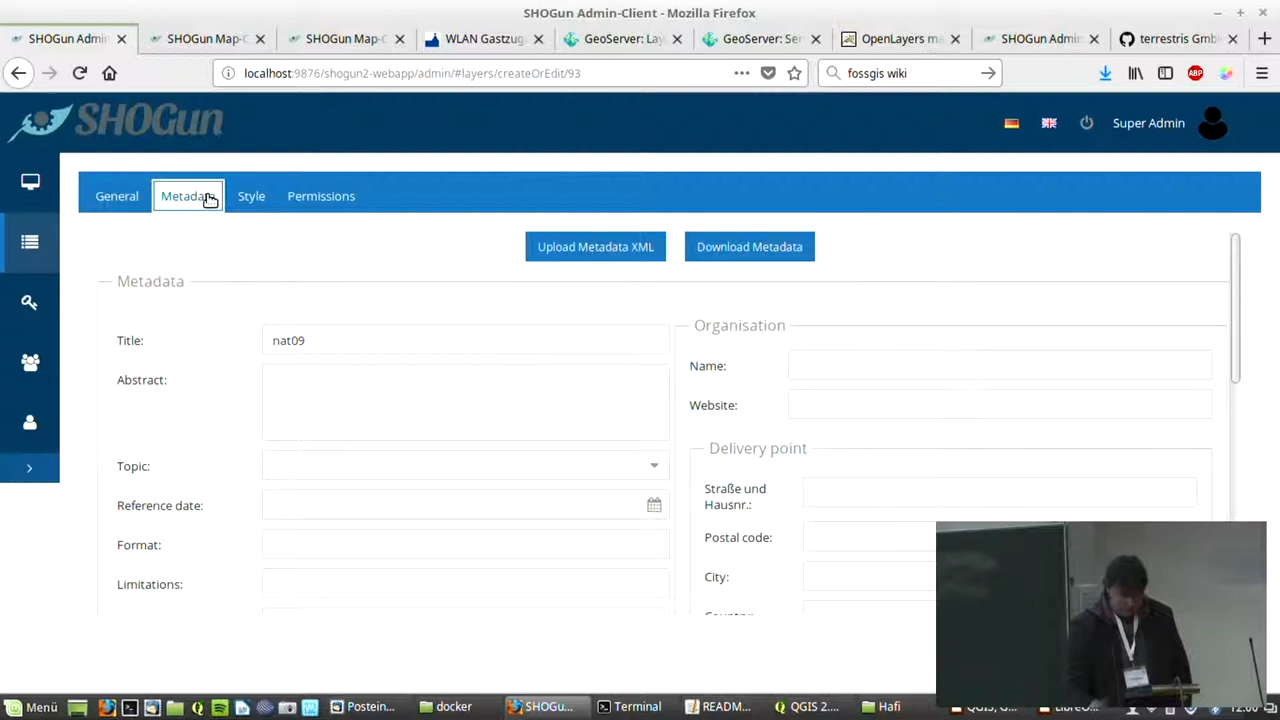 SHOGun Admin-Client - Mozilla Firefox
SHOGun Admin
SHOGun Map-C
SHOGun Map-C
WLAN Gastzug
GeoServer: Lay
GeoServer: Ser
OpenLayers ma
SHOGun Admin
terrestris Gmb
localhost:9876/shogun2-webapp/admin/#layers/createOrEdit/93
fossgis wiki
ABP
SHOGun
Super Admin
General
Metadata
Style
Permissions
Upload Metadata XML
Download Metadata
Metadata
Title:
nat09
Abstract:
Topic:
Reference date:
Format:
Limitations:
Organisation
Name:
Website:
Delivery point
Straße und
Hausnr.:
Postal code:
City:
Menü
Postein...
docker
SHOGu...
Terminal
READM...
QGIS 2....
Hafi